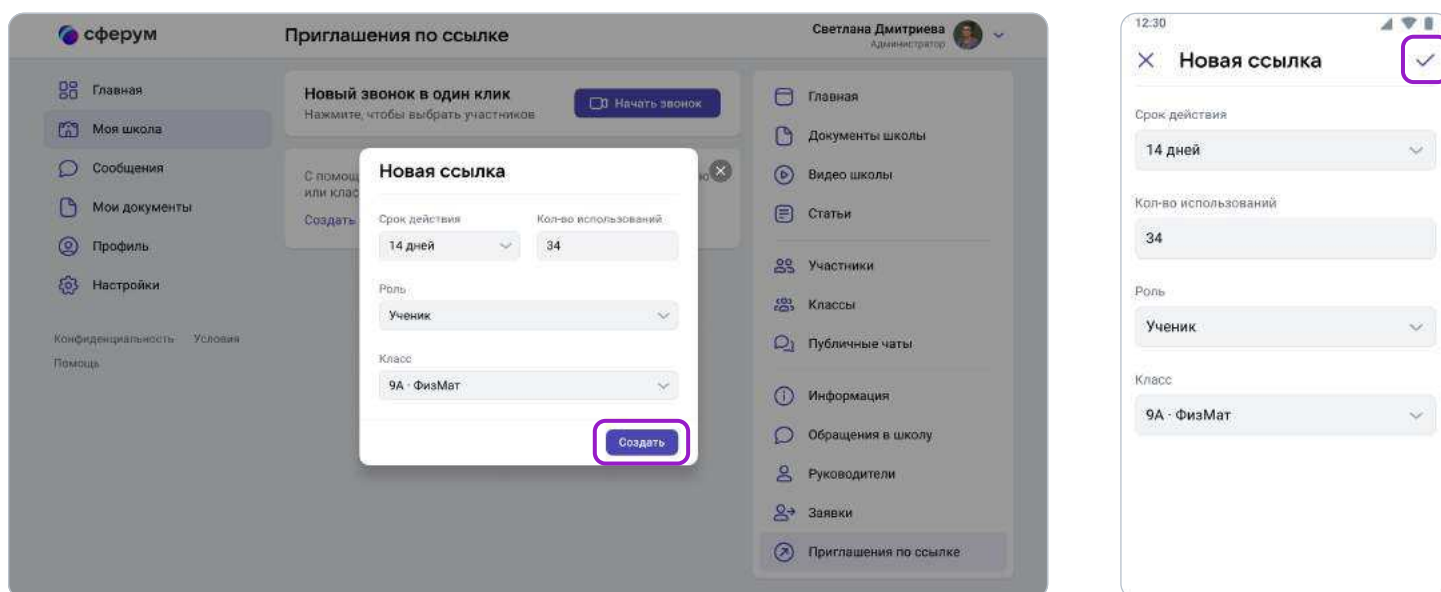 сферум
Приглашения по ссылке
Светлана Дмитриева
Администратор
Главная
Моя школа
Сообщения
Мои документы
Профиль
Настройки
Конфиденциальность Условия
Помощь
Новый звонок в один клик
Нажмите, чтобы выбрать участников
Начать звонок
С помощ
или клас
Создать
Новая ссылка
Срок действия Кол-во использований
14 дней 34
Роль
Ученик
Класс
9А · ФизМат
Создать
Главная
Документы школы
Видео школы
Статьи
Участники
Классы
Публичные чаты
Информация
Обращения в школу
Руководители
Заявки
Приглашения по ссылке
12:30
Новая ссылка
Срок действия
14 дней
Кол-во использований
34
Роль
Ученик
Класс
9А · ФизМат